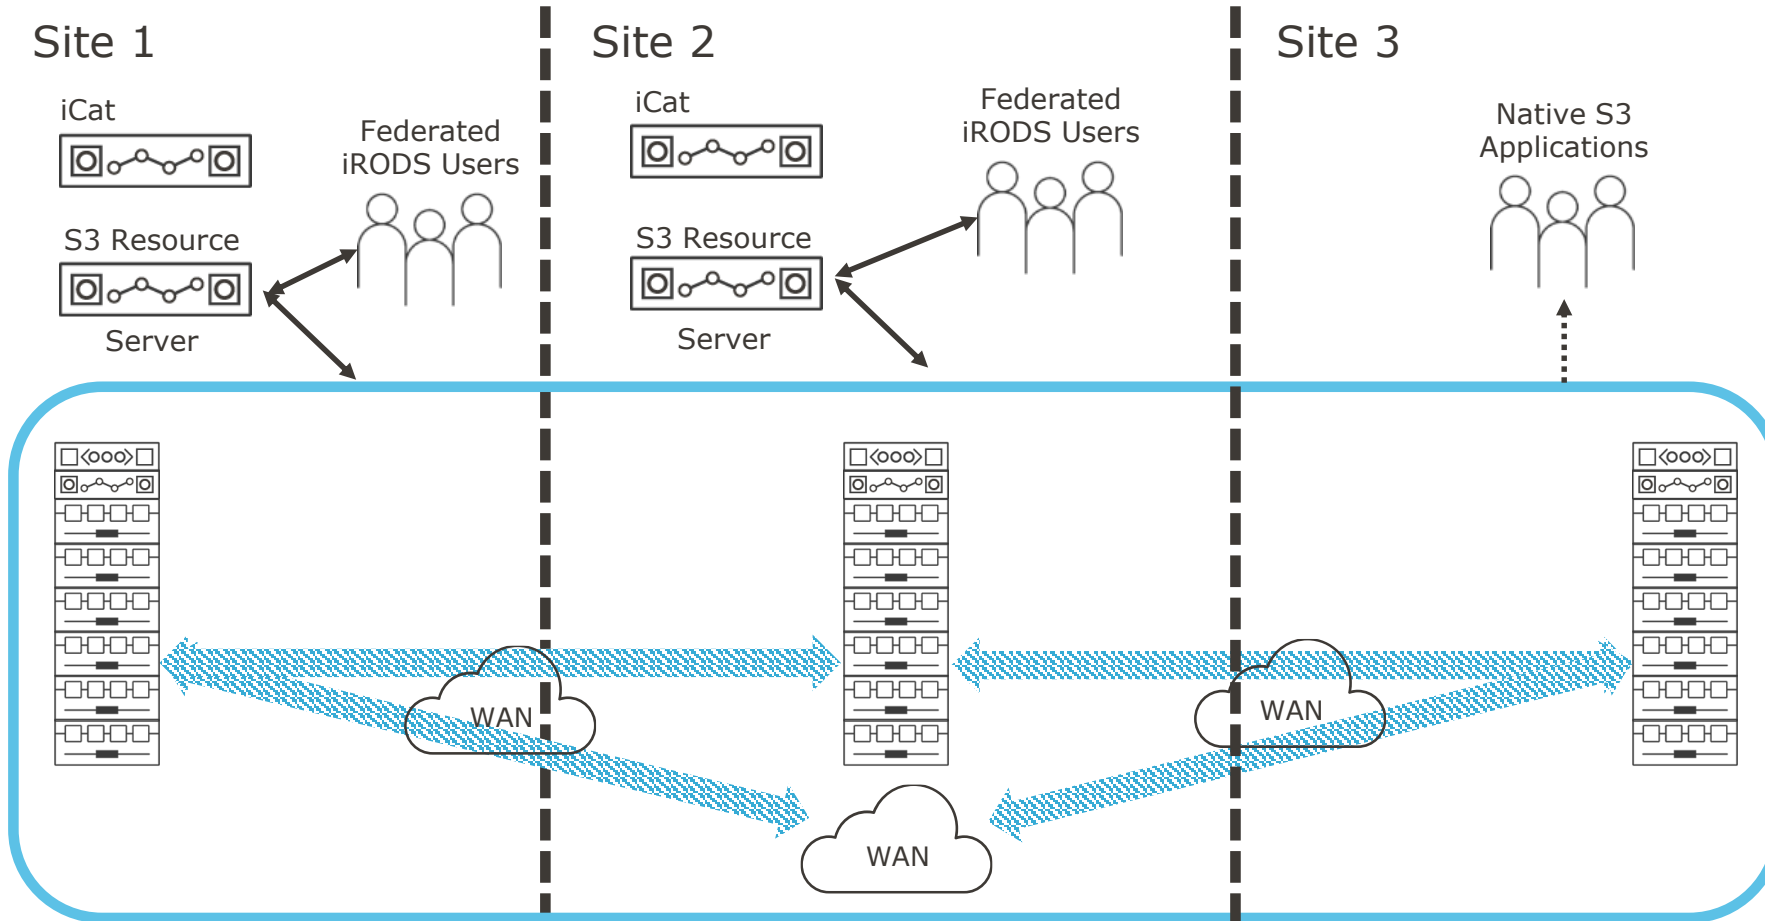 Site 1
iCat
Federated
iRODS Users
S3 Resource
Server
Site 2
iCat
Federated
iRODS Users
S3 Resource
Server
Site 3
Native S3
Applications
WAN
WAN
WAN